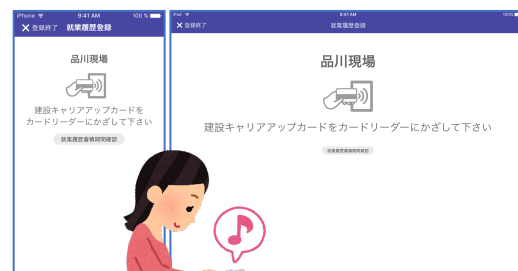 iPhone 9:41 AM 100 %
✕ 登録終了 就業履歴登録
品川現場
建設キャリアアップカードを
カードリーダーにかざして下さい
就業履歴蓄積期間確認
iPad 9:41 AM 100%
✕ 登録終了 就業履歴登録
品川現場
建設キャリアアップカードをカードリーダーにかざして下さい
就業履歴蓄積期間確認